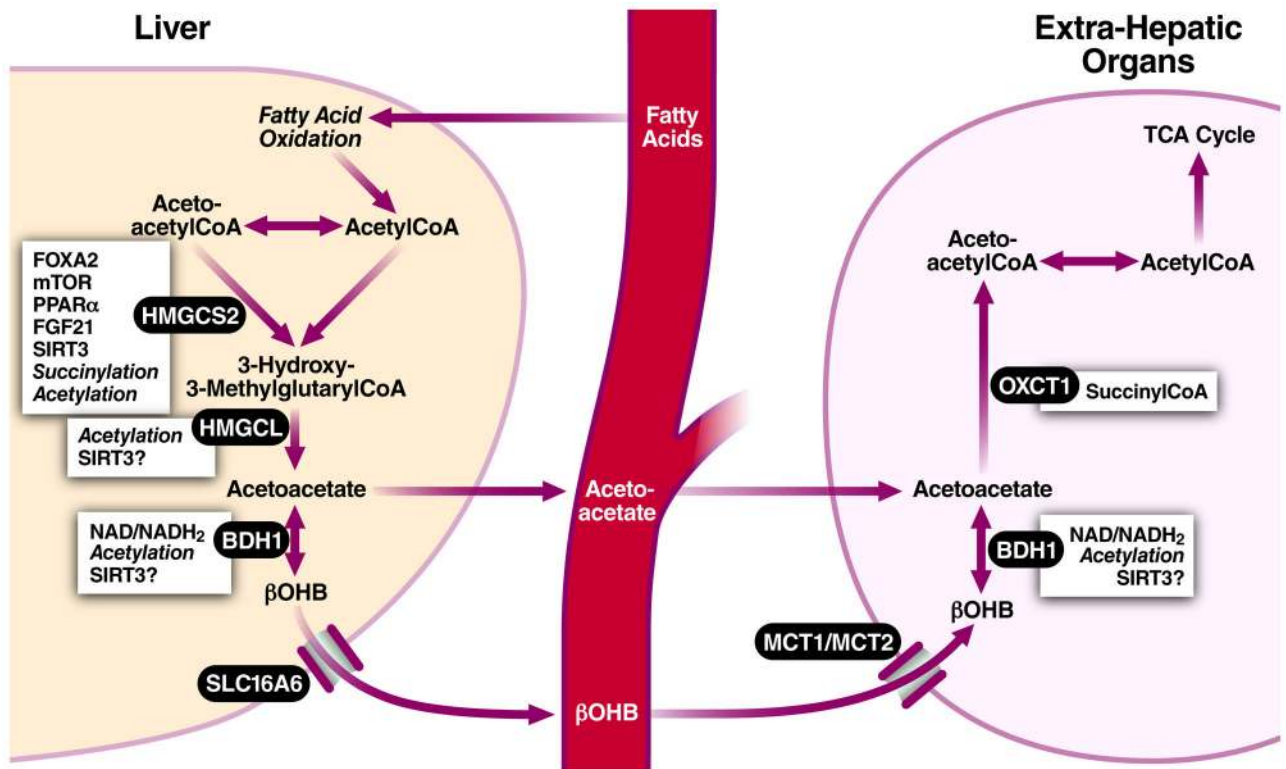 Liver
Fatty Acid
Oxidation
Aceto-
acetylCoA
AcetylCoA
FOXA2
mTOR
PPARα
FGF21
SIRT3
Succinylation
Acetylation
HMGCS2
3-Hydroxy-
3-MethylglutarylCoA
Acetylation
SIRT3?
HMGCL
Acetoacetate
NAD/NADH₂
Acetylation
SIRT3?
BDH1
βOHB
SLC16A6
Fatty
Acids
Aceto-
acetate
βOHB
Extra-Hepatic
Organs
TCA Cycle
Aceto-
acetylCoA
AcetylCoA
OXCT1
SuccinylCoA
Acetoacetate
BDH1
NAD/NADH₂
Acetylation
SIRT3?
βOHB
MCT1/MCT2